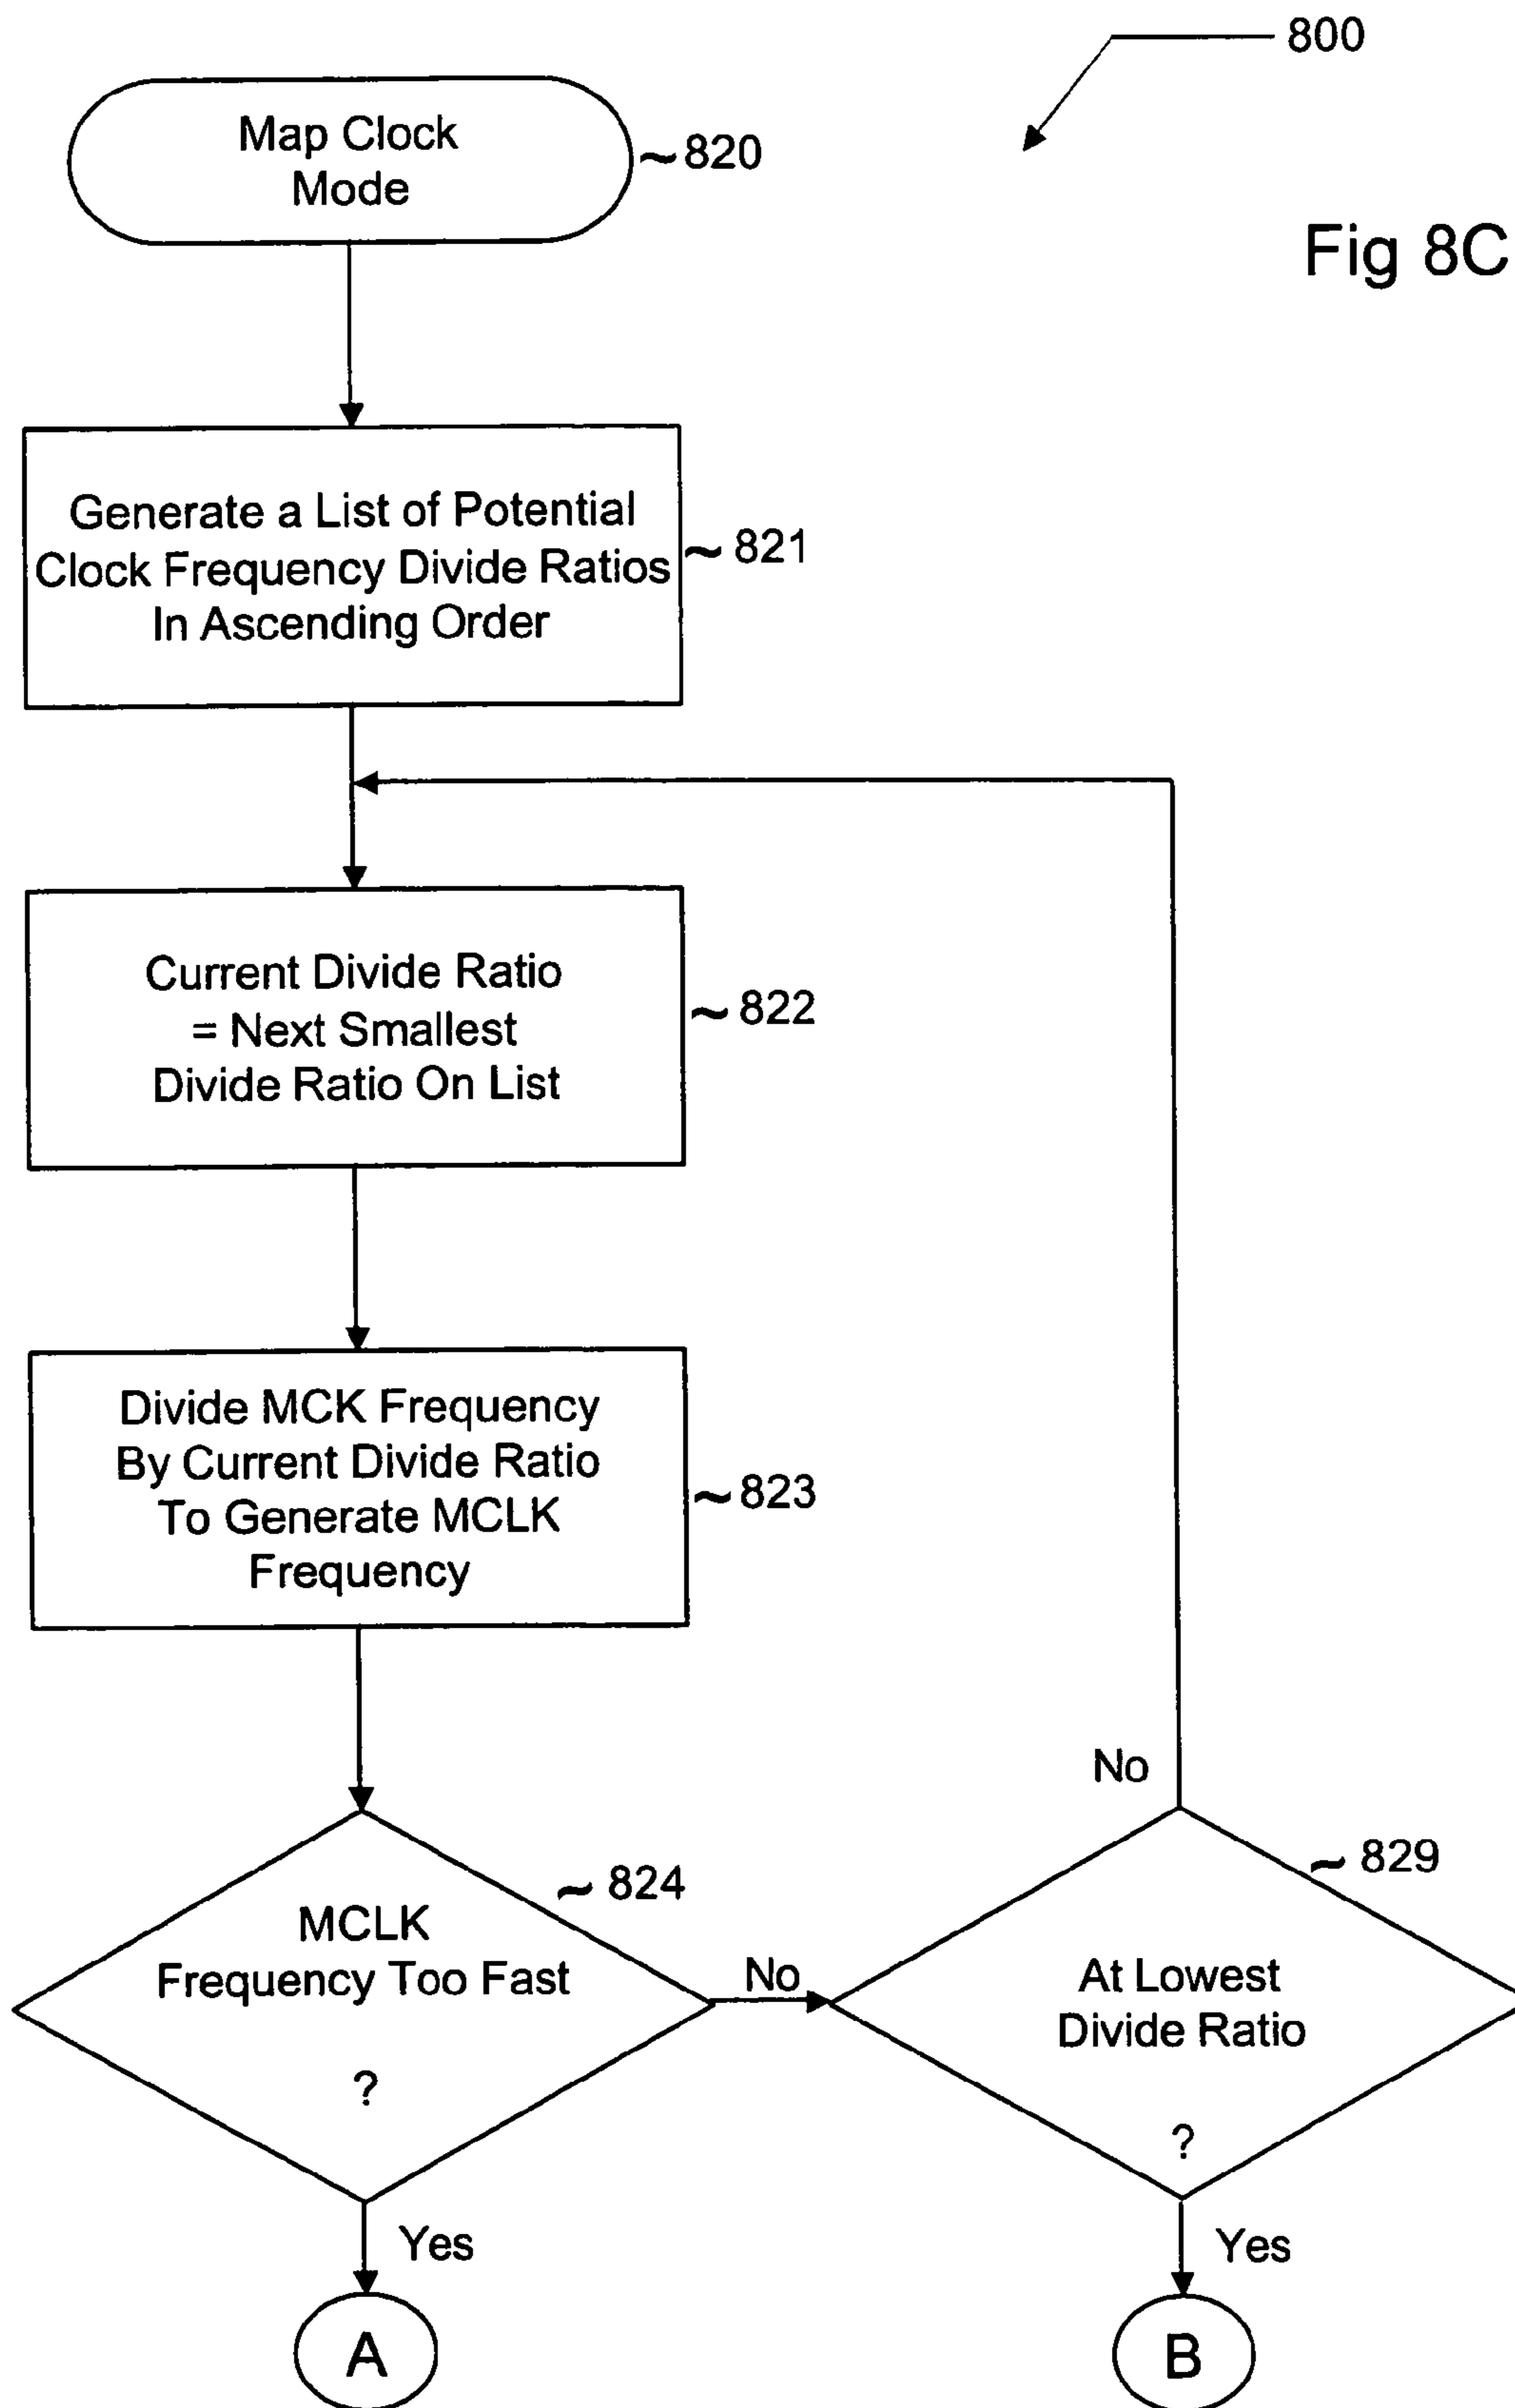 800
Map Clock
Mode
~820
Fig 8C
Generate a List of Potential
Clock Frequency Divide Ratios
In Ascending Order
~821
Current Divide Ratio
= Next Smallest
Divide Ratio On List
~822
Divide MCK Frequency
By Current Divide Ratio
To Generate MCLK
Frequency
~823
No
~824
MCLK
Frequency Too Fast
?
No
~829
At Lowest
Divide Ratio
?
Yes
Yes
A
B